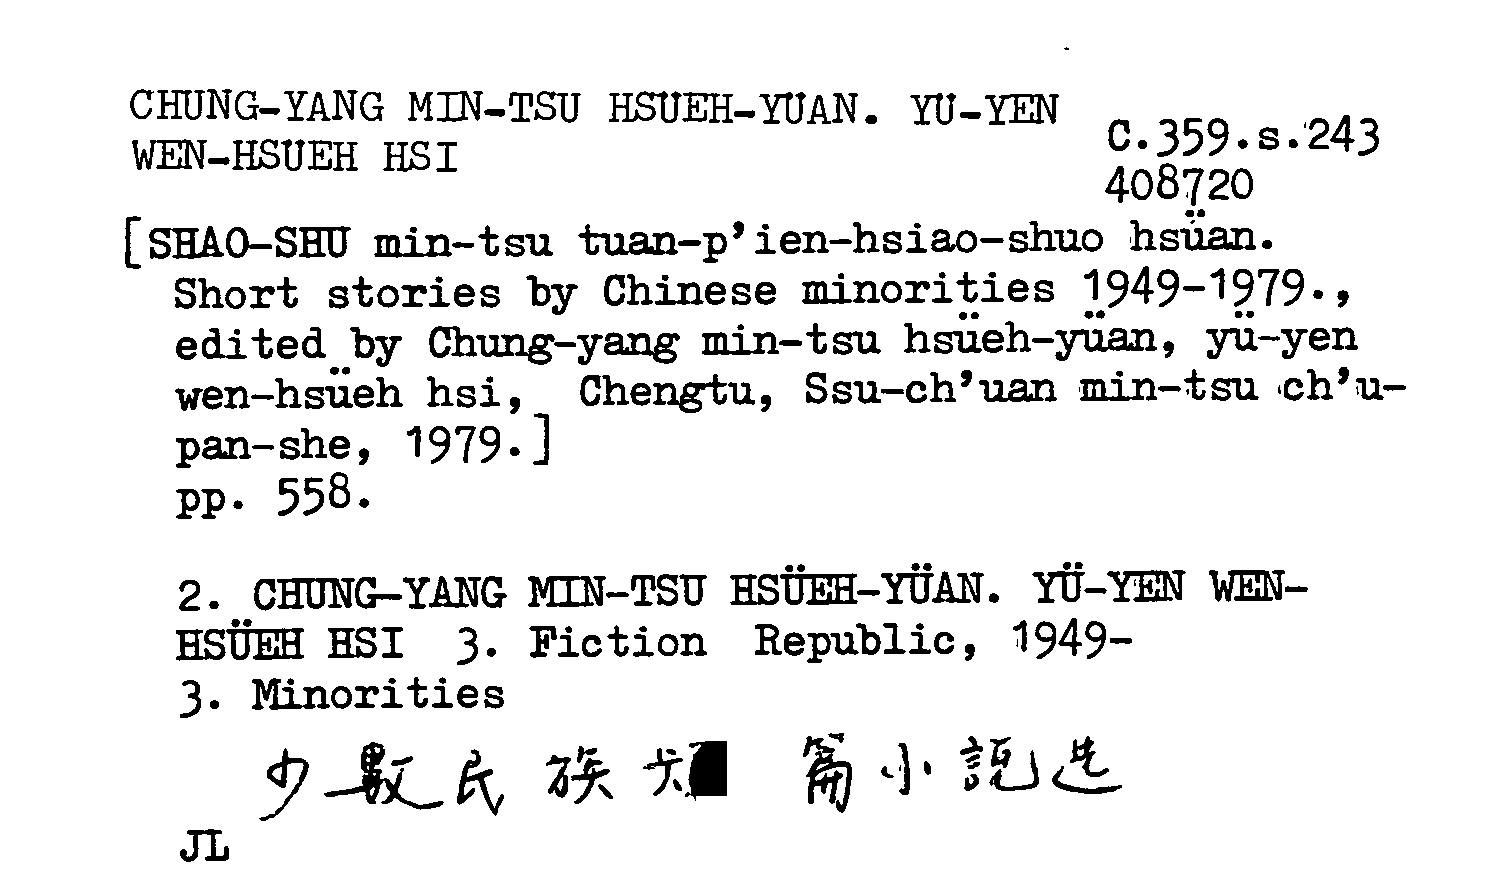 CHUNG-YANG MIN-TSU HSUEH-YUAN. YU-YEN
WEN-HSUEH HSI
C.359.s.243
408720
[SHAO-SHU min-tsu tuan-p'ien-hsiao-shuo hsüan.
Short stories by Chinese minorities 1949-1979.,
edited by Chung-yang min-tsu hsüeh-yüan, yü-yen
wen-hsüeh hsi, Chengtu, Ssu-ch'uan min-tsu ch'u-
pan-she, 1979.]
pp. 558.
2. CHUNG-YANG MIN-TSU HSÜEH-YÜAN. YÜ-YEN WEN-
HSÜEH HSI 3. Fiction Republic, 1949-
3. Minorities
少數民族 篇小說选
JL